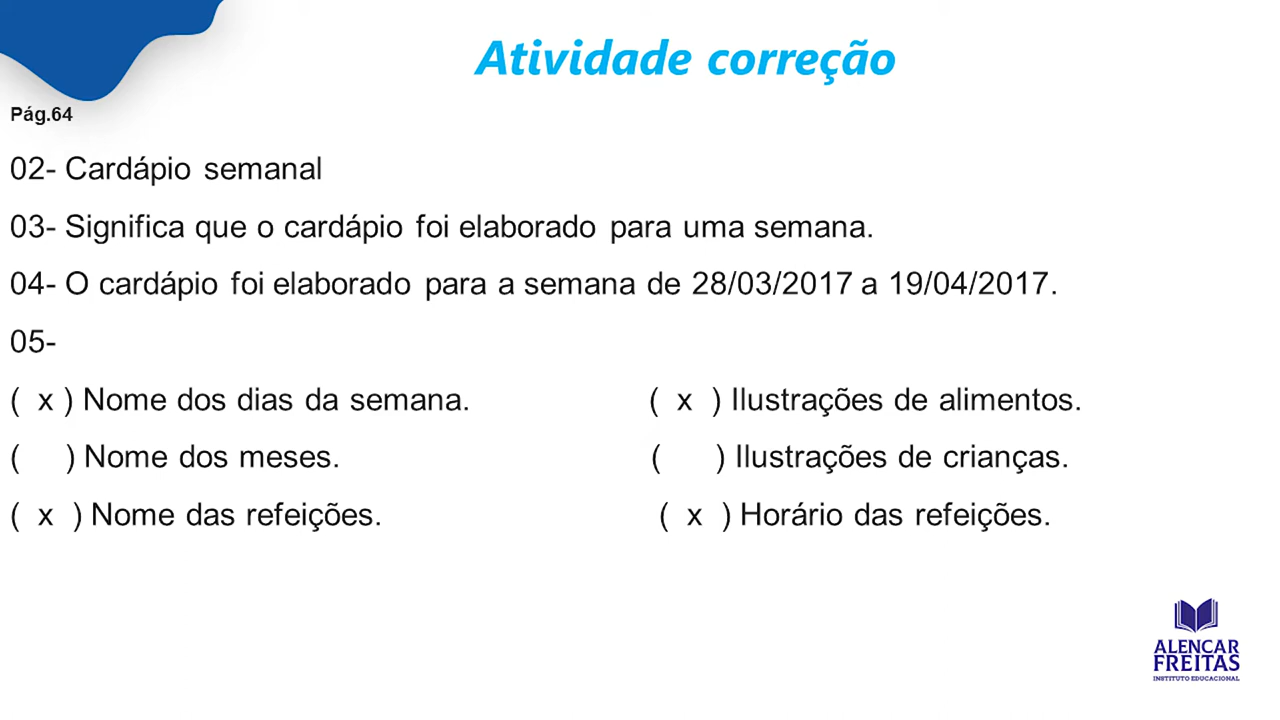 Atividade correção
Pág.64
02- Cardápio semanal
03- Significa que o cardápio foi elaborado para uma semana.
04- O cardápio foi elaborado para a semana de 28/03/2017 a 19/04/2017.
05-
( x ) Nome dos dias da semana. ( x ) Ilustrações de alimentos.
( ) Nome dos meses. ( ) Ilustrações de crianças.
( x ) Nome das refeições. ( x ) Horário das refeições.
ALENCAR
FREITAS
INSTITUTO EDUCACIONAL